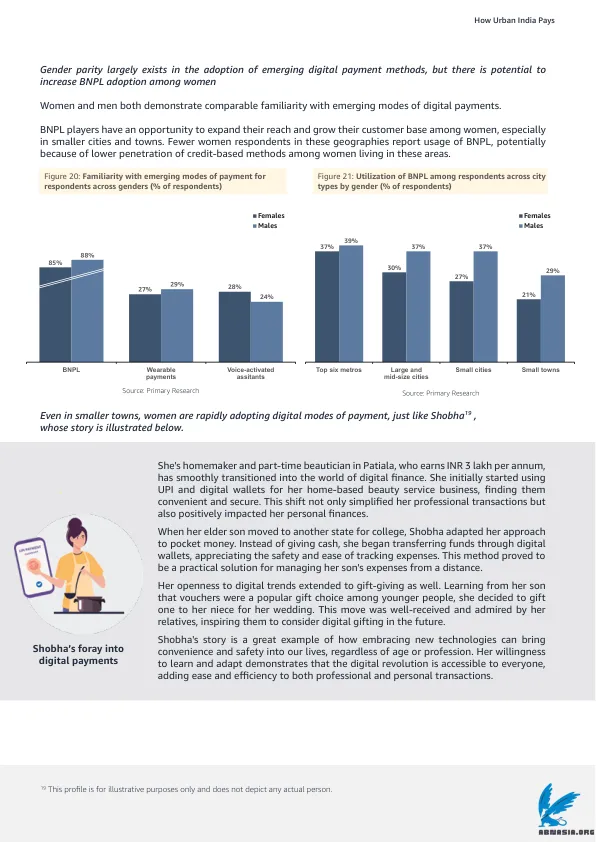 How Urban India Pays
Gender parity largely exists in the adoption of emerging digital payment methods, but there is potential to
increase BNPL adoption among women
Women and men both demonstrate comparable familiarity with emerging modes of digital payments.
BNPL players have an opportunity to expand their reach and grow their customer base among women, especially
in smaller cities and towns. Fewer women respondents in these geographies report usage of BNPL, potentially
because of lower penetration of credit-based methods among women living in these areas.
Figure 20: Familiarity with emerging modes of payment for
respondents across genders (% of respondents)
Females
Males
85%
88%
27%
29%
28%
24%
BNPL
Wearable
payments
Voice-activated
assitants
Source: Primary Research
Figure 21: Utilization of BNPL among respondents across city
types by gender (% of respondents)
Females
Males
37%
39%
30%
37%
27%
37%
21%
29%
Top six metros
Large and
mid-size cities
Small cities
Small towns
Source: Primary Research
Even in smaller towns, women are rapidly adopting digital modes of payment, just like Shobha19 ,
whose story is illustrated below.
She's homemaker and part-time beautician in Patiala, who earns INR 3 lakh per annum,
has smoothly transitioned into the world of digital finance. She initially started using
UPI and digital wallets for her home-based beauty service business, finding them
convenient and secure. This shift not only simplified her professional transactions but
also positively impacted her personal finances.
When her elder son moved to another state for college, Shobha adapted her approach
to pocket money. Instead of giving cash, she began transferring funds through digital
wallets, appreciating the safety and ease of tracking expenses. This method proved to
be a practical solution for managing her son's expenses from a distance.
Her openness to digital trends extended to gift-giving as well. Learning from her son
that vouchers were a popular gift choice among younger people, she decided to gift
one to her niece for her wedding. This move was well-received and admired by her
relatives, inspiring them to consider digital gifting in the future.
Shobha's story is a great example of how embracing new technologies can bring
convenience and safety into our lives, regardless of age or profession. Her willingness
to learn and adapt demonstrates that the digital revolution is accessible to everyone,
adding ease and efficiency to both professional and personal transactions.
Shobha's foray into
digital payments
19 This profile is for illustrative purposes only and does not depict any actual person.
ABNASIA.ORG